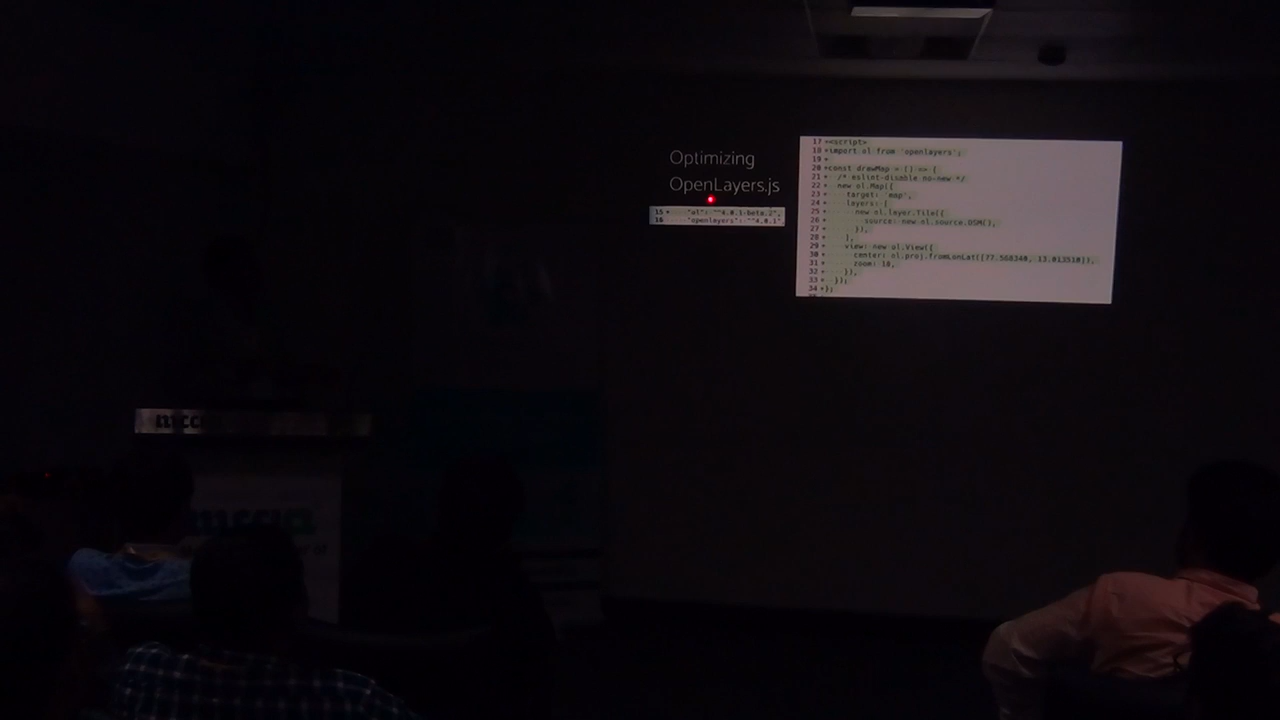 Optimizing
OpenLayers.js
15 + "ol": "^4.0.1-beta.2",
16 "openlayers": "^4.0.1",
17 +<script>
18 +import ol from 'openlayers';
19 +
20 +const drawMap = [] => {
21 + /* eslint-disable no-new */
22 + new ol.Map({
23 + target: 'map',
24 + layers: [
25 + new ol.layer.Tile({
26 + source: new ol.source.OSM(),
27 + }),
28 + ],
29 + view: new ol.View({
30 + center: ol.proj.fromLonLat([77.568340, 13.013510]),
31 + zoom: 16,
32 + }),
33 + });
34 +};